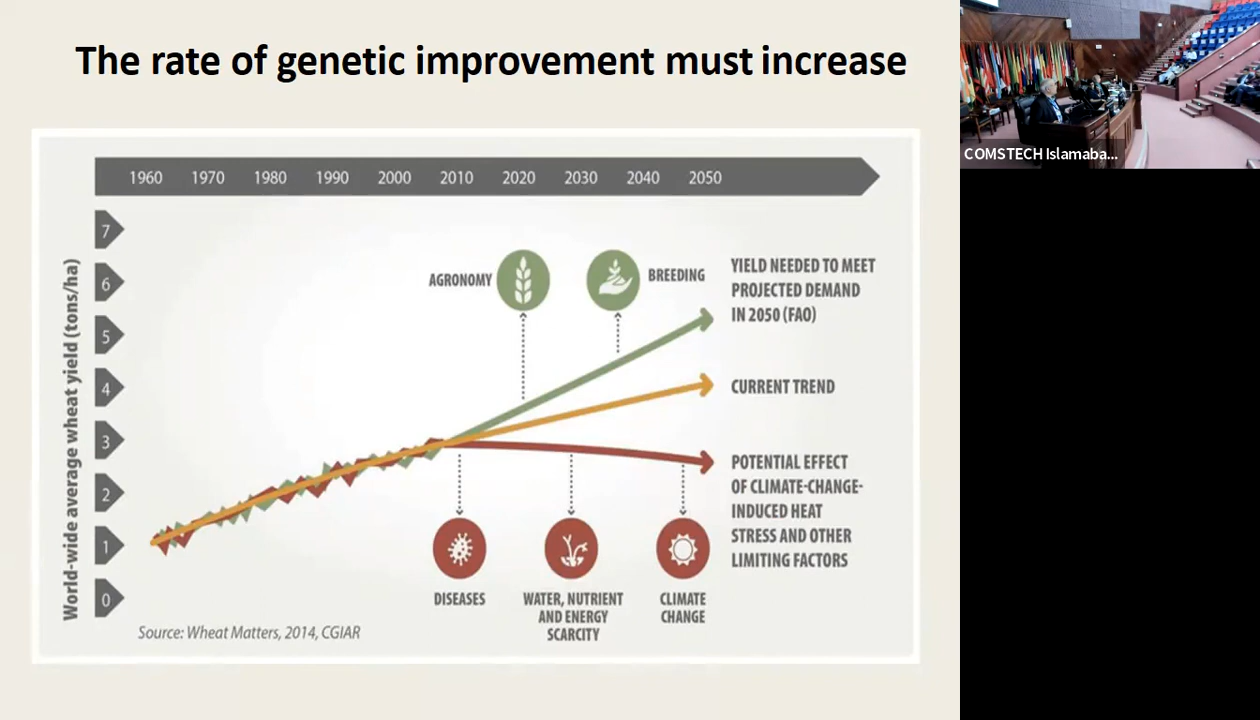 The rate of genetic improvement must increase
COMSTECH Islamaba...
1960 1970 1980 1990 2000 2010 2020 2030 2040 2050
World-wide average wheat yield (tons/ha)
7
6
5
4
3
2
1
0
AGRONOMY
BREEDING
YIELD NEEDED TO MEET
PROJECTED DEMAND
IN 2050 (FAO)
CURRENT TREND
POTENTIAL EFFECT
OF CLIMATE-CHANGE-
INDUCED HEAT
STRESS AND OTHER
LIMITING FACTORS
DISEASES
WATER, NUTRIENT
AND ENERGY
SCARCITY
CLIMATE
CHANGE
Source: Wheat Matters, 2014, CGIAR